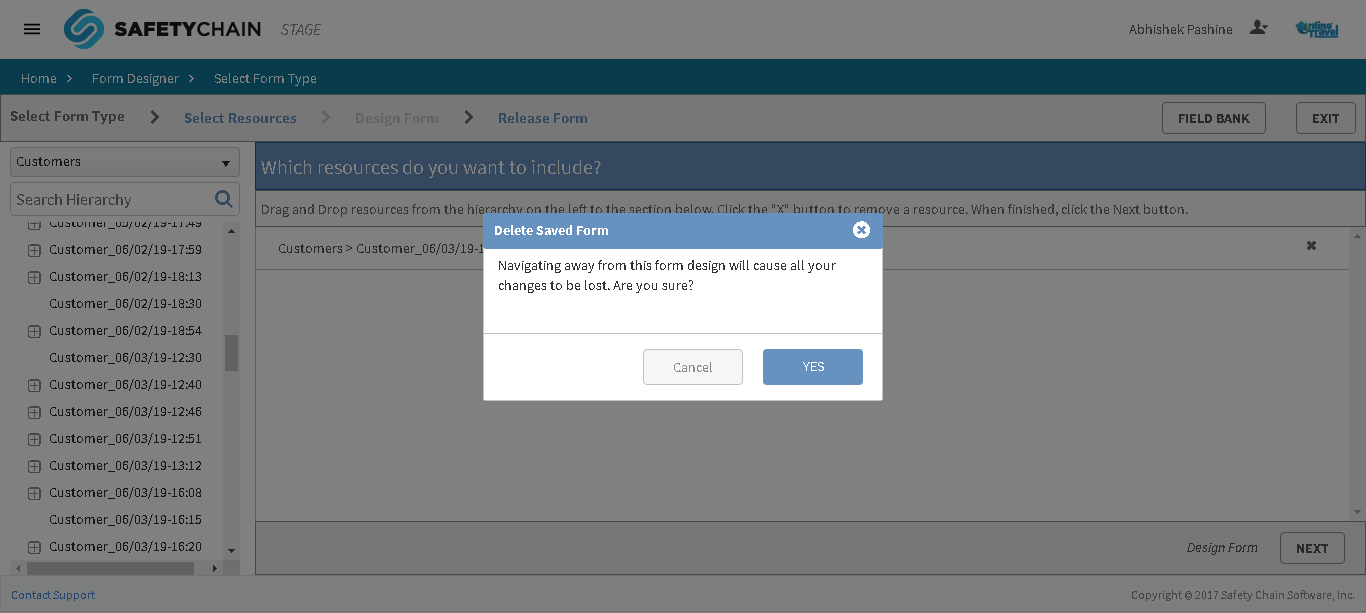 SAFETYCHAIN STAGE
Abhishek Pashine
Online Travel
Home > Form Designer > Select Form Type
Select Form Type > Select Resources > Design Form > Release Form
FIELD BANK
EXIT
Customers
Search Hierarchy
Customer_06/02/19-17:49
Customer_06/02/19-17:59
Customer_06/02/19-18:13
Customer_06/02/19-18:30
Customer_06/02/19-18:54
Customer_06/03/19-12:30
Customer_06/03/19-12:40
Customer_06/03/19-12:46
Customer_06/03/19-12:51
Customer_06/03/19-13:12
Customer_06/03/19-16:08
Customer_06/03/19-16:15
Customer_06/03/19-16:20
Which resources do you want to include?
Drag and Drop resources from the hierarchy on the left to the section below. Click the "X" button to remove a resource. When finished, click the Next button.
Customers > Customer_06/03/19-1
Delete Saved Form
Navigating away from this form design will cause all your
changes to be lost. Are you sure?
Cancel
YES
Design Form
NEXT
Contact Support
Copyright © 2017 Safety Chain Software, Inc.